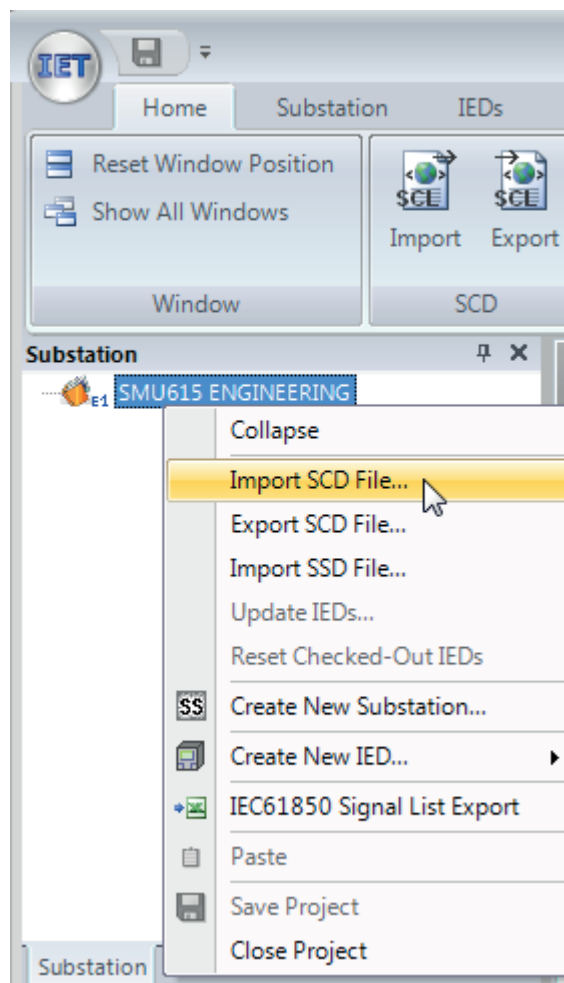 IET
Home Substation IEDs
Reset Window Position
Show All Windows
SCL SCL
Import Export
Window SCD
Substation
E1 SMU615 ENGINEERING
Collapse
Import SCD File...
Export SCD File...
Import SSD File...
Update IEDs...
Reset Checked-Out IEDs
SS Create New Substation...
Create New IED...
IEC61850 Signal List Export
Paste
Save Project
Close Project
Substation